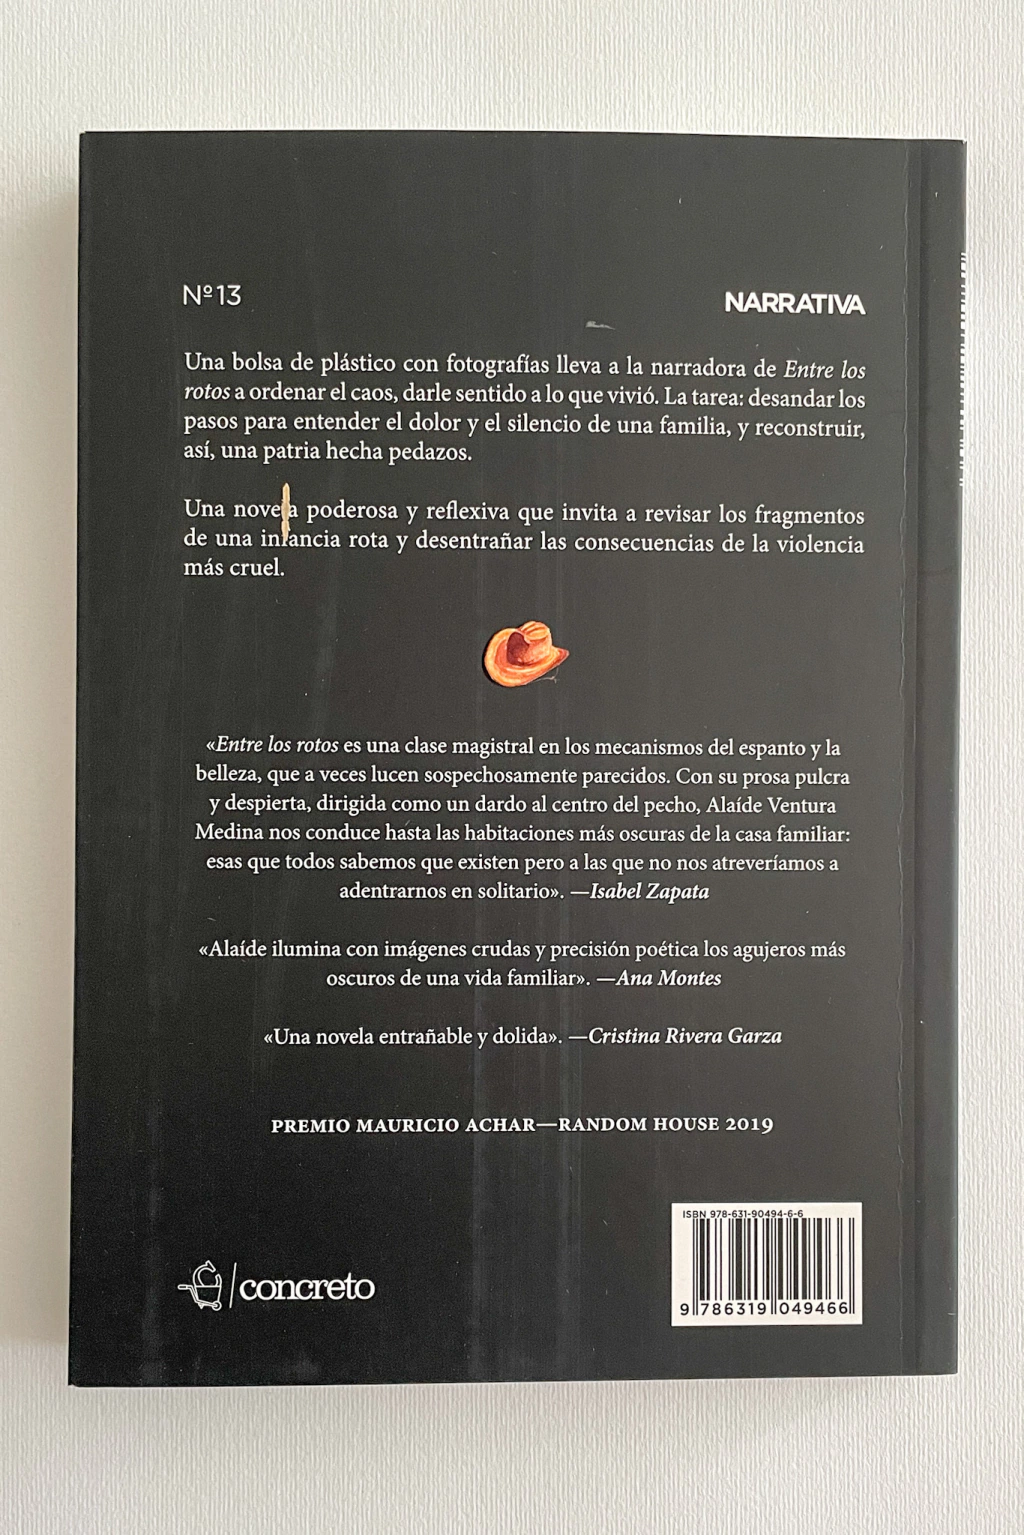 Nº13
NARRATIVA
Una bolsa de plástico con fotografías lleva a la narradora de Entre los
rotos a ordenar el caos, darle sentido a lo que vivió. La tarea: desandar los
pasos para entender el dolor y el silencio de una familia, y reconstruir,
así, una patria hecha pedazos.
Una novela poderosa y reflexiva que invita a revisar los fragmentos
de una infancia rota y desentrañar las consecuencias de la violencia
más cruel.
«Entre los rotos es una clase magistral en los mecanismos del espanto y la
belleza, que a veces lucen sospechosamente parecidos. Con su prosa pulcra
y despierta, dirigida como un dardo al centro del pecho, Alaíde Ventura
Medina nos conduce hasta las habitaciones más oscuras de la casa familiar:
esas que todos sabemos que existen pero a las que no nos atreveríamos a
adentrarnos en solitario». —Isabel Zapata
«Alaíde ilumina con imágenes crudas y precisión poética los agujeros más
oscuros de una vida familiar». —Ana Montes
«Una novela entrañable y dolida». —Cristina Rivera Garza
PREMIO MAURICIO ACHAR—RANDOM HOUSE 2019
concreto
ISBN 978-631-90494-6-6
9 786319 049466